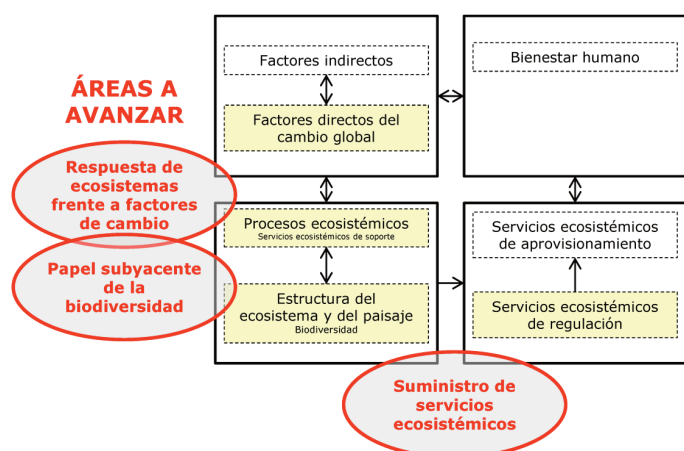 Factores indirectos
Factores directos del
cambio global
Bienestar humano
ÁREAS A
AVANZAR
Respuesta de
ecosistemas
frente a factores
de cambio
Papel subyacente
de la
biodiversidad
Procesos ecosistémicos
Servicios ecosistémicos de soporte
Estructura del
ecosistema y del paisaje
Biodiversidad
Servicios ecosistémicos
de aprovisionamiento
Servicios ecosistémicos
de regulación
Suministro de
servicios
ecosistémicos